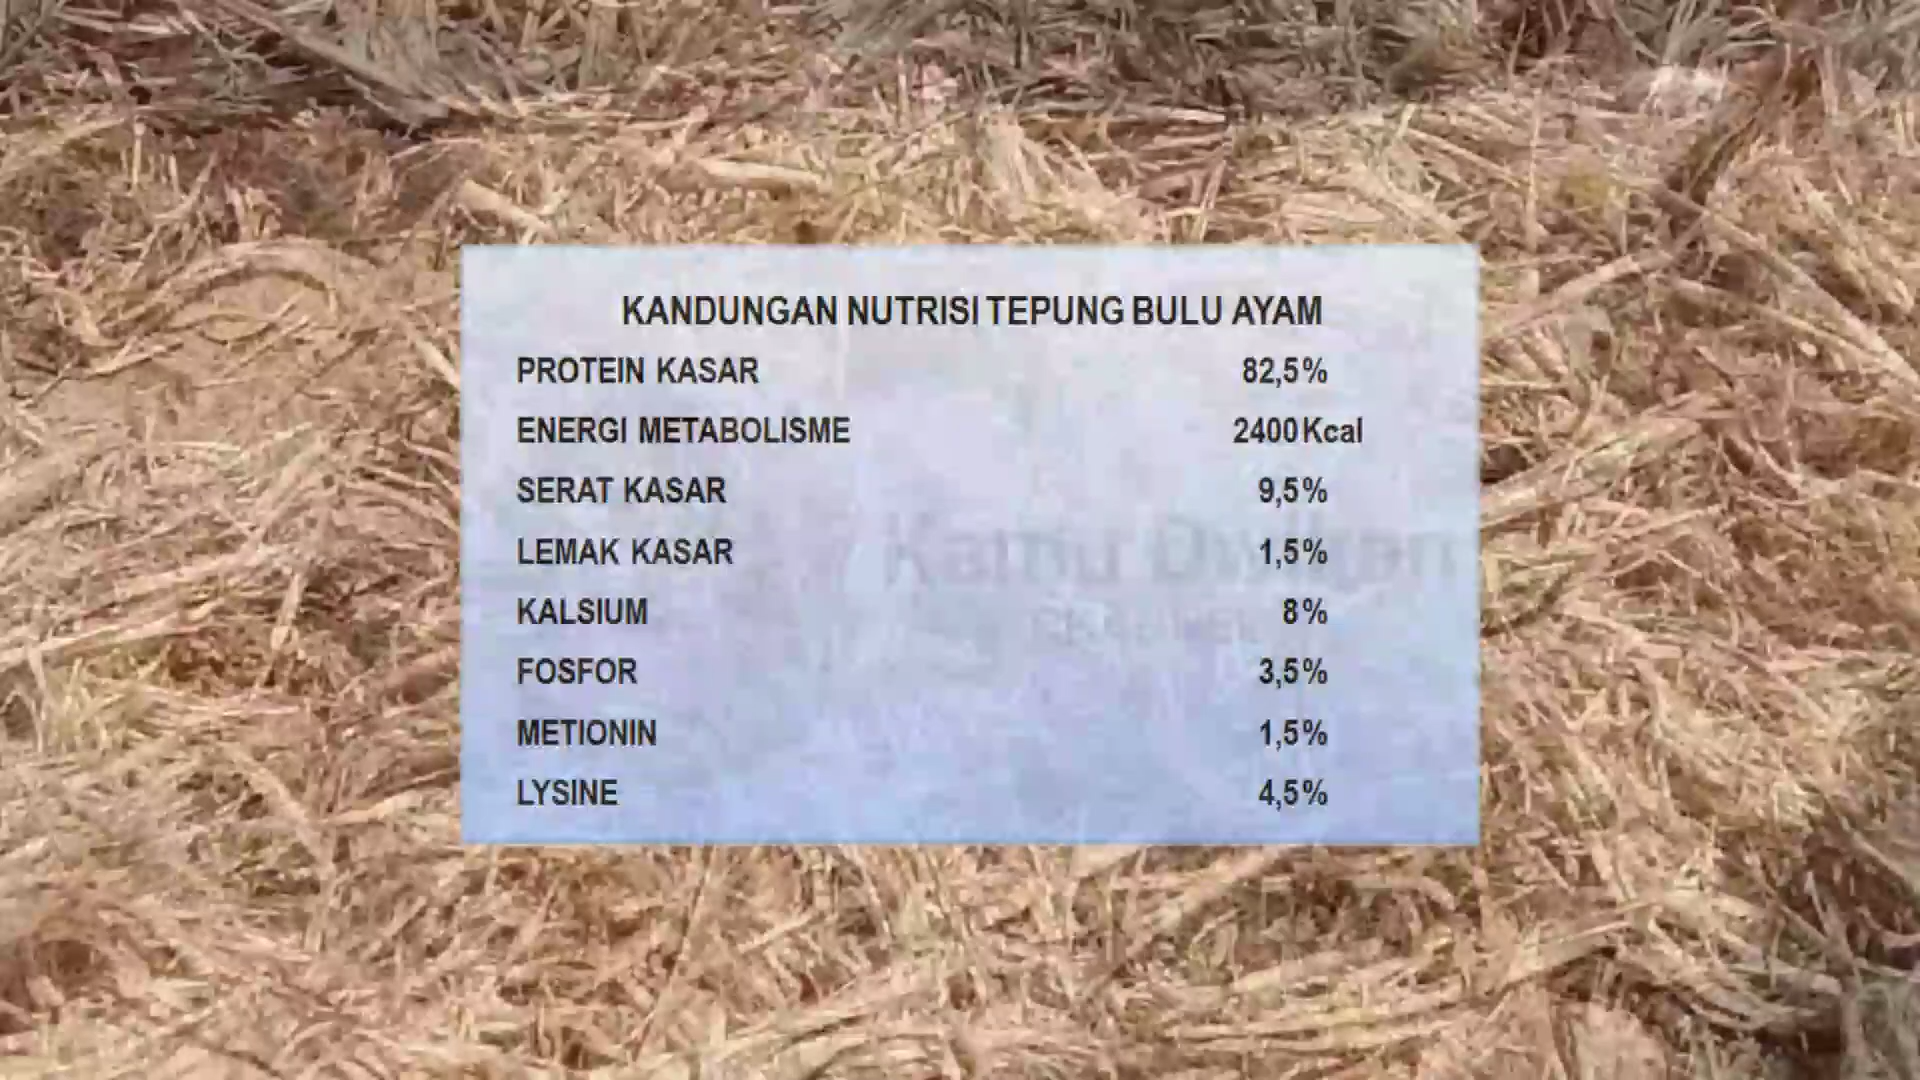 KANDUNGAN NUTRISI TEPUNG BULU AYAM
PROTEIN KASAR 82,5%
ENERGI METABOLISME 2400 Kcal
SERAT KASAR 9,5%
LEMAK KASAR 1,5%
KALSIUM 8%
FOSFOR 3,5%
METIONIN 1,5%
LYSINE 4,5%